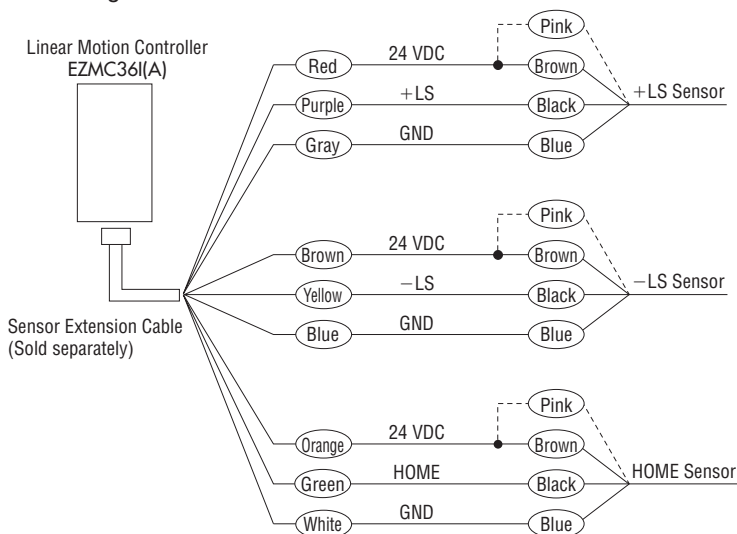 Linear Motion Controller
EZMC36I(A)
Sensor Extension Cable
(Sold separately)
Pink
Red 24 VDC Brown +LS Sensor
Purple +LS Black
Gray GND Blue
Pink
Brown 24 VDC Brown −LS Sensor
Yellow −LS Black
Blue GND Blue
Pink
Orange 24 VDC Brown
Green HOME Black HOME Sensor
White GND Blue